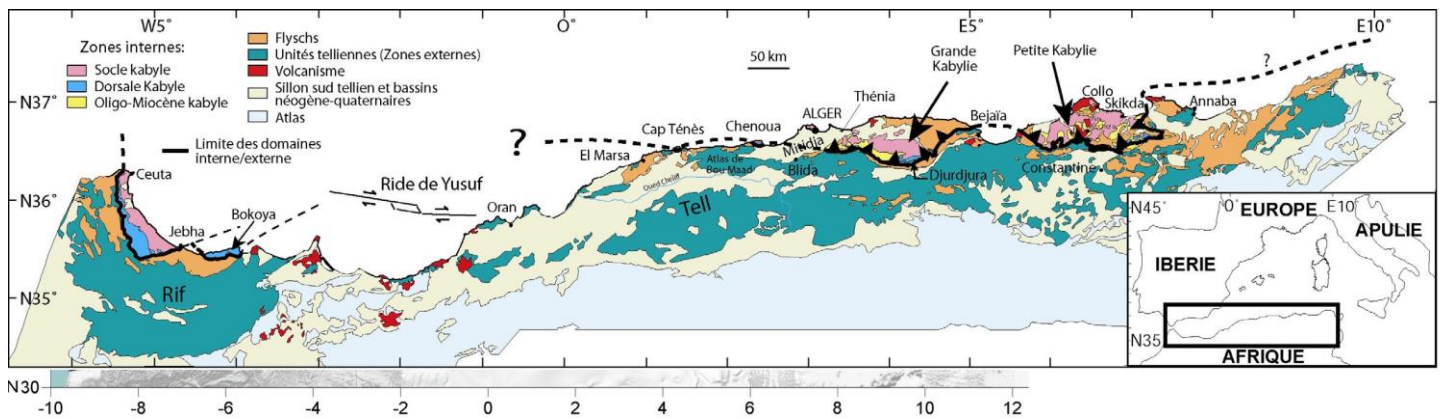 W5° O° E5° E10°
Zones internes:
Socle kabyle
Dorsale Kabyle
Oligo-Miocène kabyle
Flyschs
Unités telliennes (Zones externes)
Volcanisme
Sillon sud tellien et bassins
néogène-quaternaires
Atlas
Limite des domaines
interne/externe
50 km
Grande
Kabylie
Petite Kabylie
?
N37°
N36°
N35°
Thénia
ALGER
Collo
Skikda
Annaba
Bejaïa
Chenoua
Cap Ténès
?
El Marsa
Mitidja
Atlas de
Bou Maad
Blida
Oued Chelif
Djurdjura
Constantine
Ceuta
Ride de Yusuf
Oran
Bokoya
Jebha
Tell
Rif
N45° 0° EUROPE E10°
APULIE
IBERIE
N35
AFRIQUE
N30
-10 -8 -6 -4 -2 0 2 4 6 8 10 12